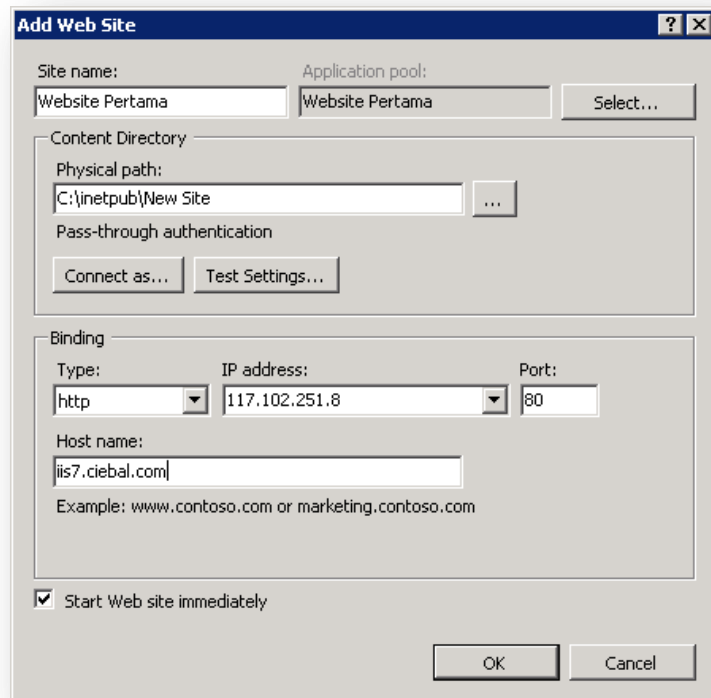 Add Web Site
Site name:
Application pool:
Website Pertama
Website Pertama
Select...
Content Directory
Physical path:
C:\inetpub\New Site
...
Pass-through authentication
Connect as...
Test Settings...
Binding
Type:
IP address:
Port:
http
117.102.251.8
80
Host name:
iis7.ciebal.com
Example: www.contoso.com or marketing.contoso.com
Start Web site immediately
OK
Cancel